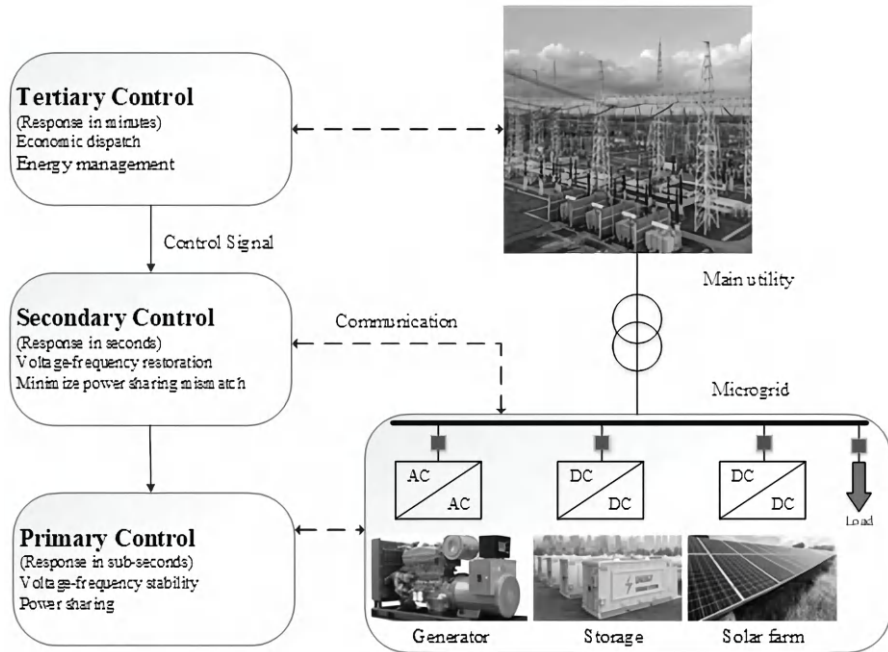 Tertiary Control
(Response in minutes)
Economic dispatch
Energy management
Control Signal
Main utility
Secondary Control
(Response in seconds)
Voltage-frequency restoration
Minimize power sharing mismatch
Communication
Microgrid
AC
AC
DC
DC
DC
DC
Load
Primary Control
(Response in sub-seconds)
Voltage-frequency stability
Power sharing
ENERGY
Generator
Storage
Solar farm